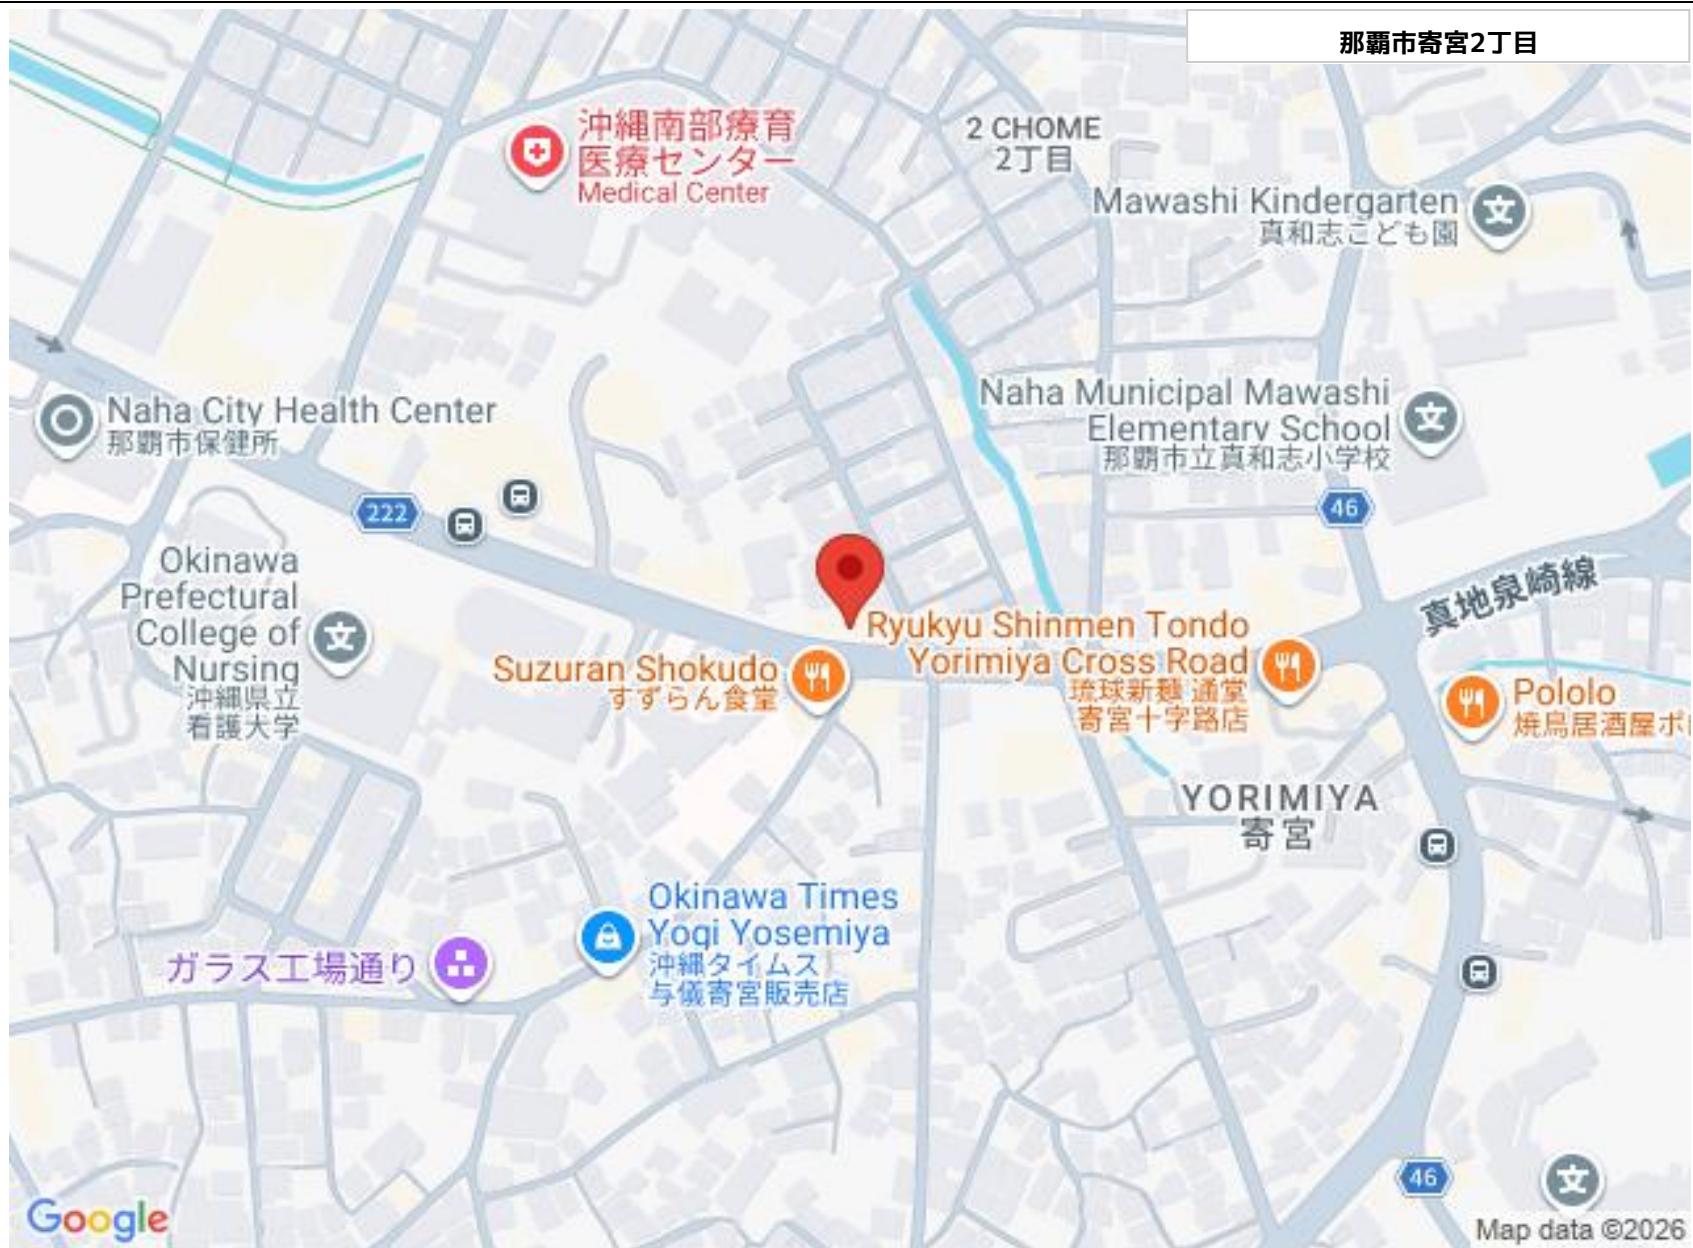 那覇市寄宮2丁目
沖縄南部療育
医療センター
Medical Center
2 CHOME
2丁目
Mawashi Kindergarten
真和志こども園
Naha City Health Center
那覇市保健所
Naha Municipal Mawashi
Elementary School
那覇市立真和志小学校
222
46
Okinawa
Prefectural
College of
Nursing
沖縄県立
看護大学
真地泉崎線
Ryukyu Shinmen Tondo
Yorimiya Cross Road
琉球新麺 通堂
寄宮十字路店
Suzuran Shokudo
すずらん食堂
Pololo
焼鳥居酒屋ポ
YORIMIYA
寄宮
Okinawa Times
Yogi Yosemiya
沖縄タイムス
与儀寄宮販売店
ガラス工場通り
46
文
文
文
文
Google
Map data ©2026